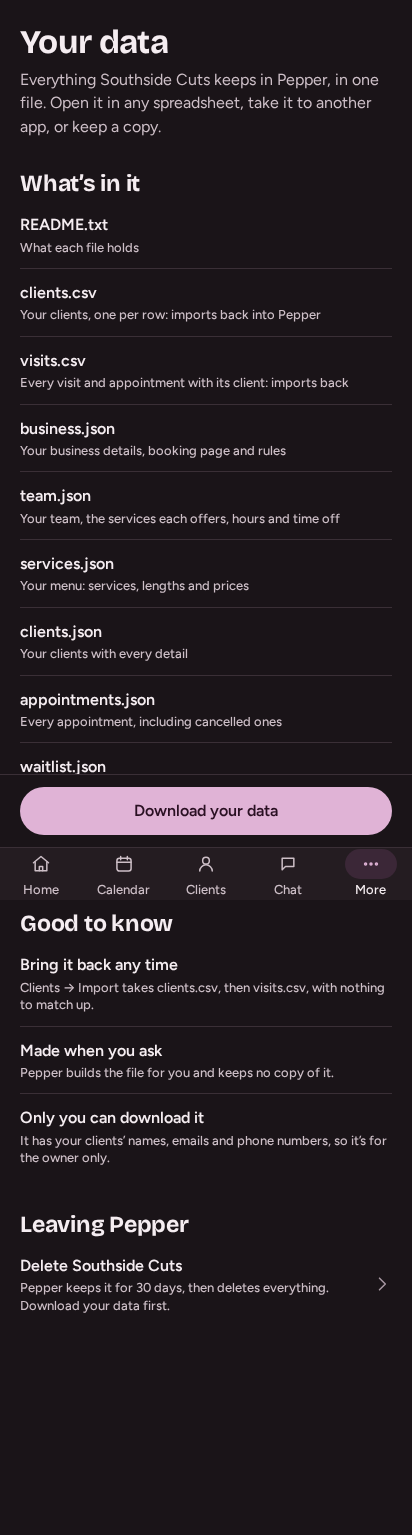 Your data
Everything Southside Cuts keeps in Pepper, in one
file. Open it in any spreadsheet, take it to another
app, or keep a copy.
What's in it
README.txt
What each file holds
clients.csv
Your clients, one per row: imports back into Pepper
visits.csv
Every visit and appointment with its client: imports back
business.json
Your business details, booking page and rules
team.json
Your team, the services each offers, hours and time off
services.json
Your menu: services, lengths and prices
clients.json
Your clients with every detail
appointments.json
Every appointment, including cancelled ones
waitlist.json
Download your data
Home
Calendar
Clients
Chat
More
Good to know
Bring it back any time
Clients → Import takes clients.csv, then visits.csv, with nothing
to match up.
Made when you ask
Pepper builds the file for you and keeps no copy of it.
Only you can download it
It has your clients’ names, emails and phone numbers, so it’s for
the owner only.
Leaving Pepper
Delete Southside Cuts
Pepper keeps it for 30 days, then deletes everything.
Download your data first.